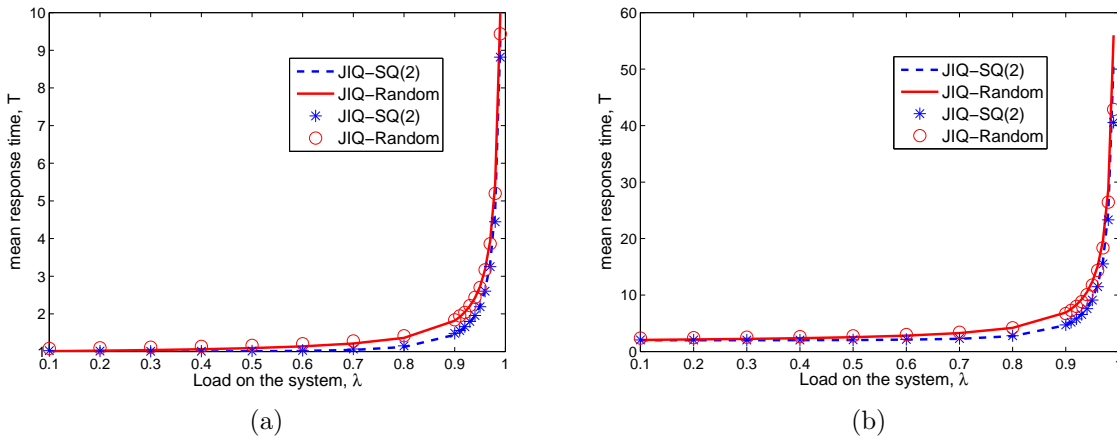 10
9
8
7
6
5
4
3
2
1
mean response time, T
JIQ−SQ(2)
JIQ−Random
JIQ−SQ(2)
JIQ−Random
0.1 0.2 0.3 0.4 0.5 0.6 0.7 0.8 0.9 1
Load on the system, λ
(a)
60
50
40
30
20
10
0
mean response time, T
JIQ−SQ(2)
JIQ−Random
JIQ−SQ(2)
JIQ−Random
0.1 0.2 0.3 0.4 0.5 0.6 0.7 0.8 0.9 1
Load on the system, λ
(b)